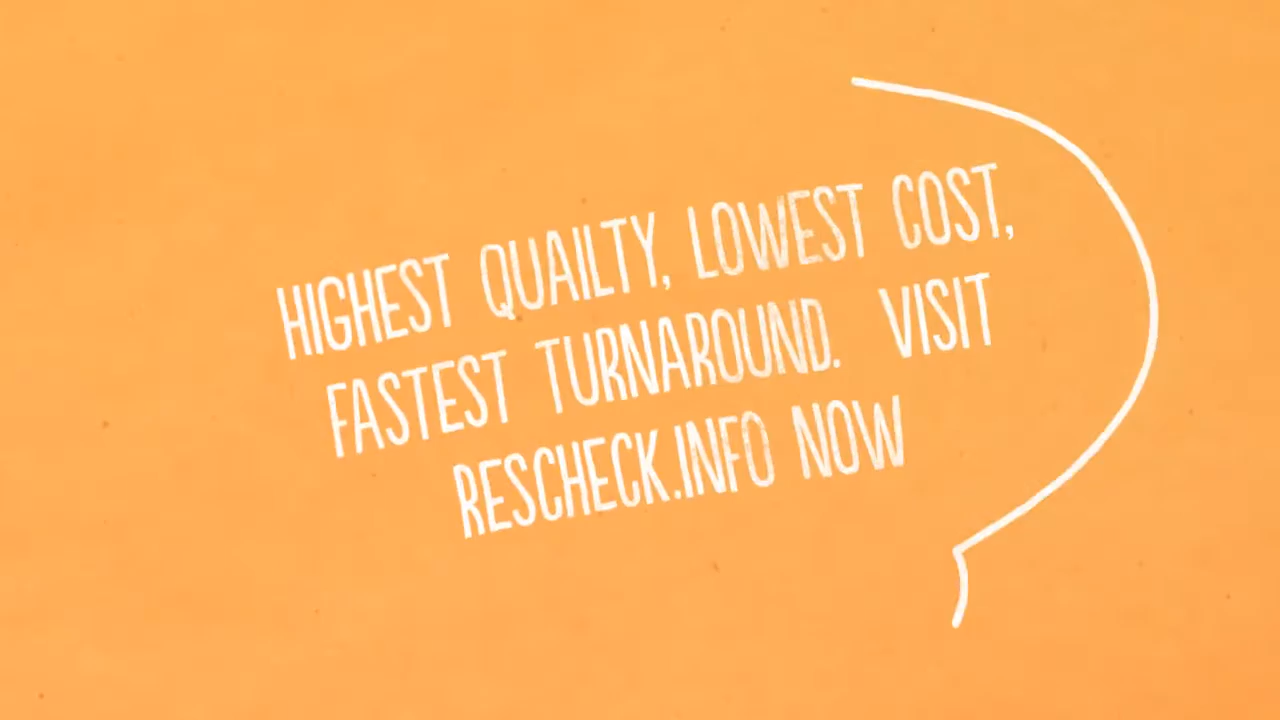 HIGHEST QUAILTY, LOWEST COST,
FASTEST TURNAROUND. VISIT
RESCHECK.INFO NOW